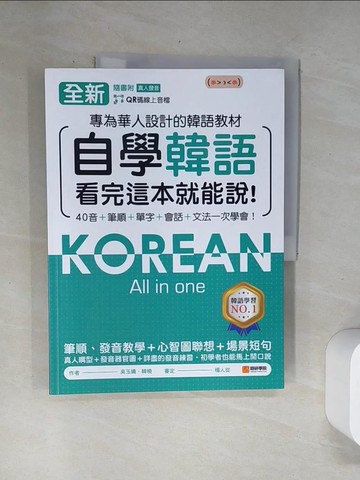 全新 隨書附 真人發音
QR碼線上音檔
專為華人設計的韓語教材
自學韓語
看完這本就能說!
40音+筆順+單字+會話+文法一次學會!
KOREAN
All in one
韓語學習
NO.1
筆順、發音教學+心智圖聯想+場景短句
真人嘴型+發音器官圖+詳盡的發音練習,初學者也能馬上開口說
作者
審定